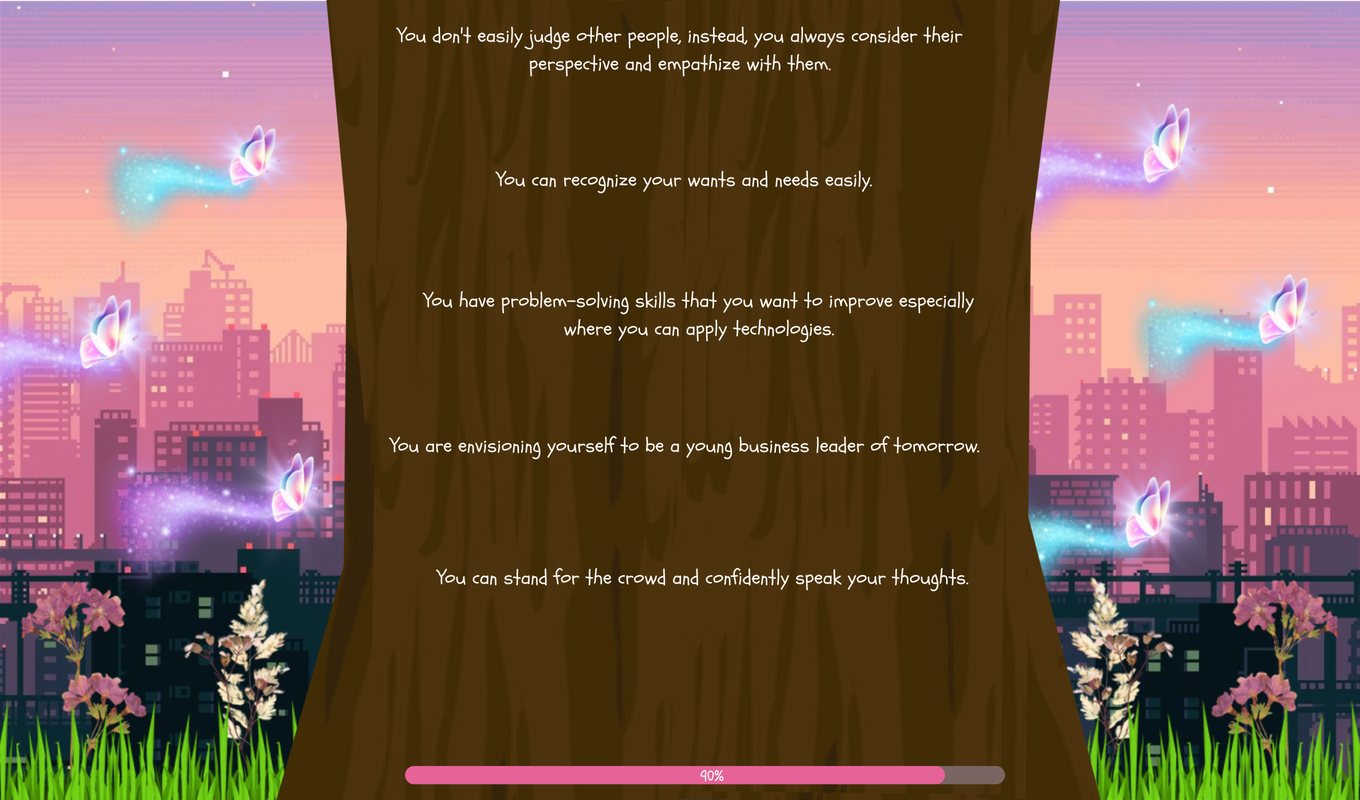 You don't easily judge other people, instead, you always consider their
perspective and empathize with them.
You can recognize your wants and needs easily.
You have problem-solving skills that you want to improve especially
where you can apply technologies.
You are envisioning yourself to be a young business leader of tomorrow.
You can stand for the crowd and confidently speak your thoughts.
90%